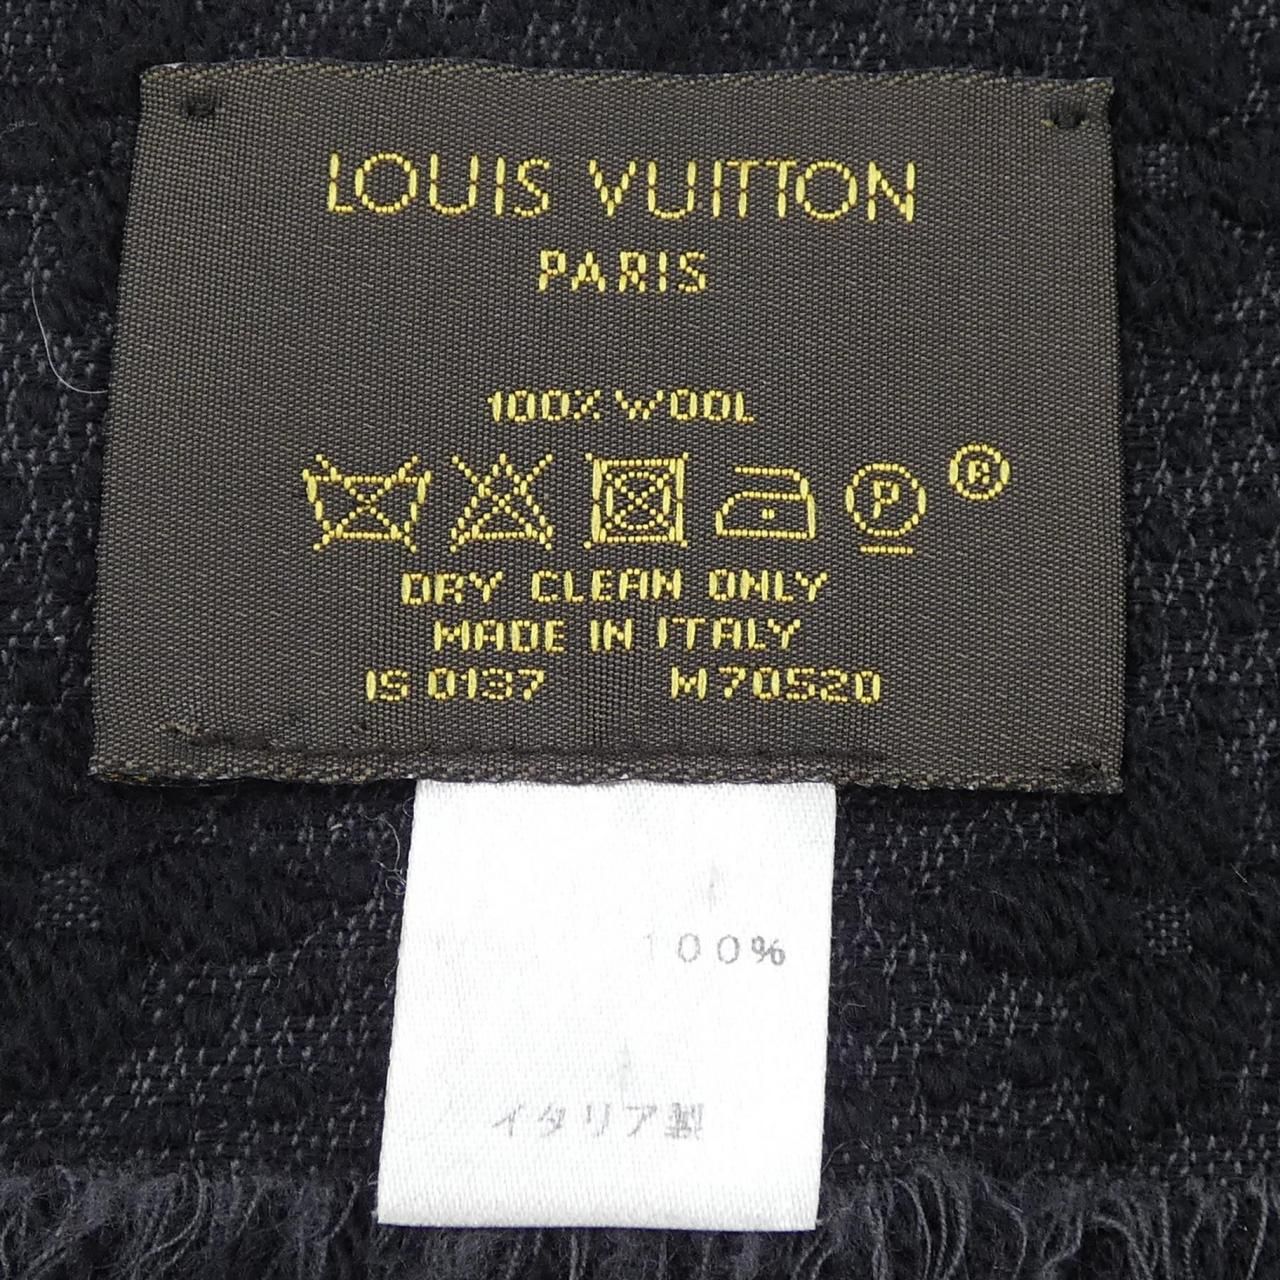 LOUIS VUITTON
PARIS
100% WOOL
P ®
DRY CLEAN ONLY
MADE IN ITALY
IS 0137 M70520
100%
イタリア製